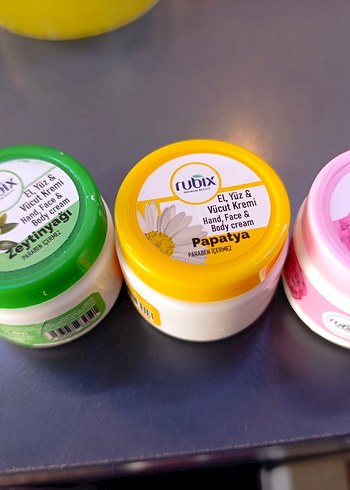 El, Yüz &
Vücut Kremi
Hand, Face &
Body cream
Zeytinyağı
PARABEN İÇERMEZ
rubix
El, Yüz &
Vücut Kremi
Hand, Face &
Body cream
Papatya
PARABEN İÇERMEZ
rubix